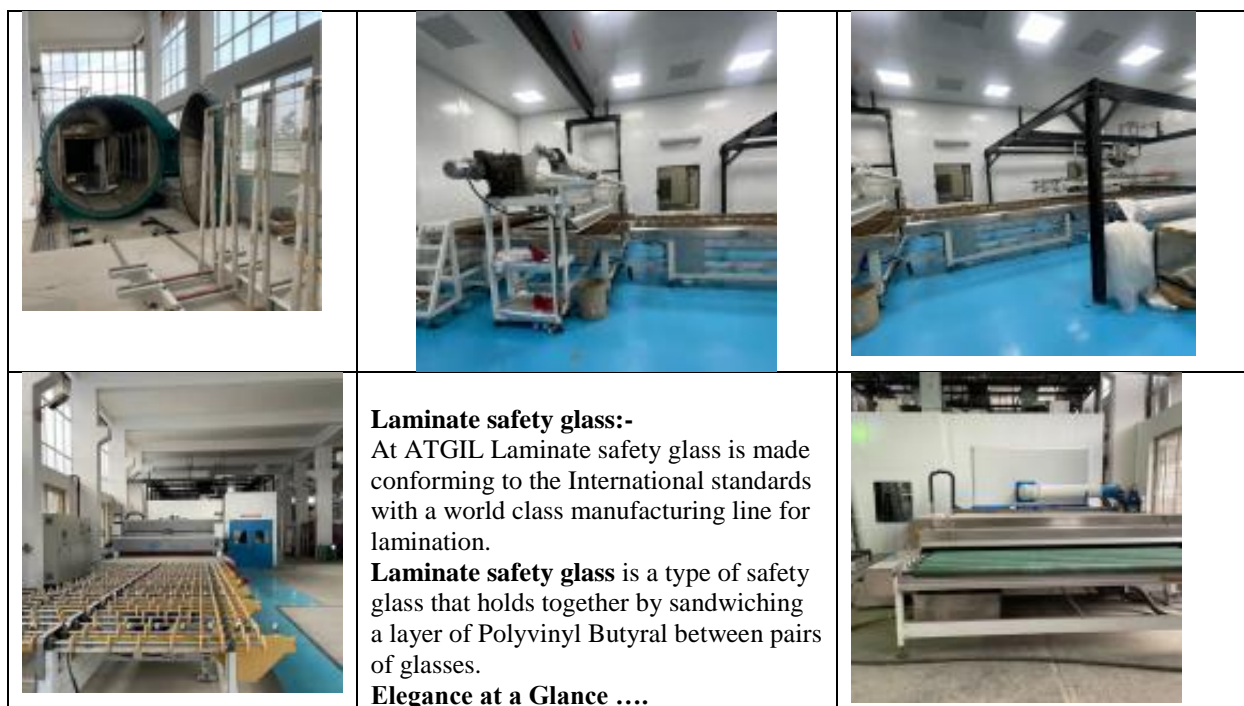 Laminate safety glass:-
At ATGIL Laminate safety glass is made
conforming to the International standards
with a world class manufacturing line for
lamination.
Laminate safety glass is a type of safety
glass that holds together by sandwiching
a layer of Polyvinyl Butyral between pairs
of glasses.
Elegance at a Glance ….